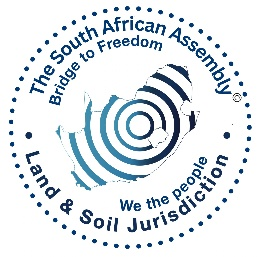 The South African Assembly
©
Bridge to Freedom
We the people
Land & Soil Jurisdiction